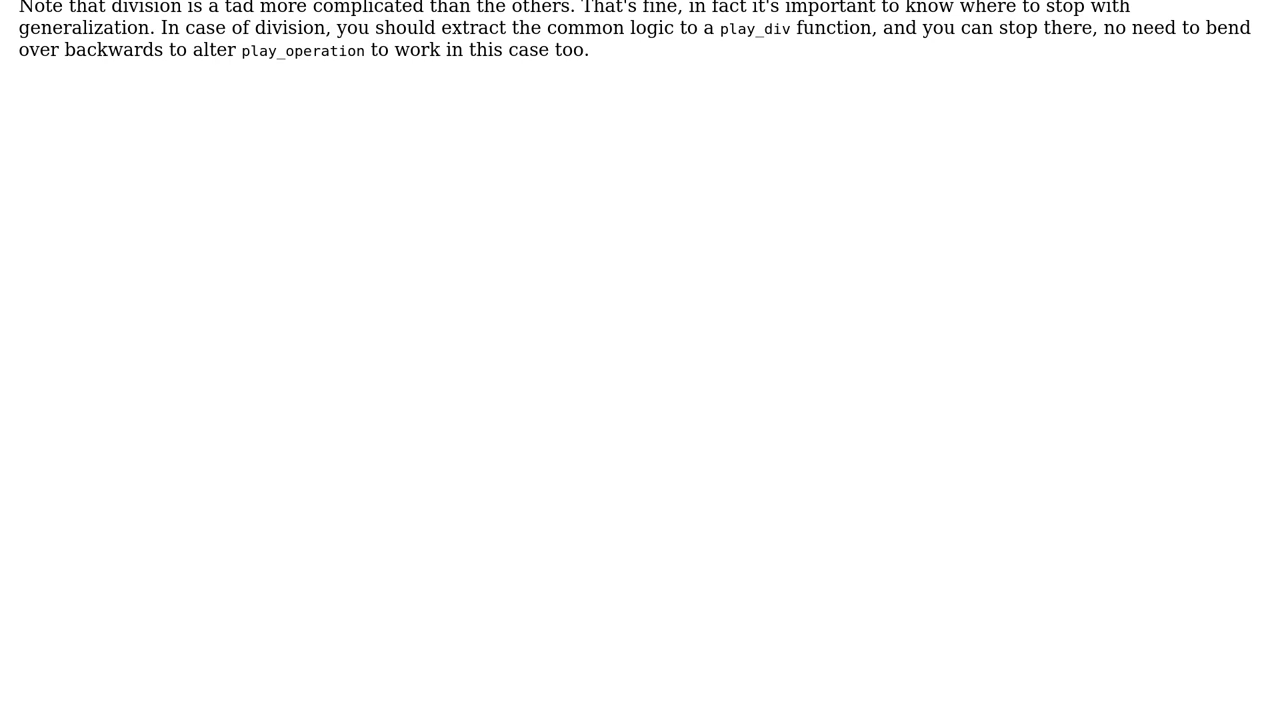 Note that division is a tad more complicated than the others. That's fine, in fact it's important to know where to stop with
generalization. In case of division, you should extract the common logic to a play_div function, and you can stop there, no need to bend
over backwards to alter play_operation to work in this case too.